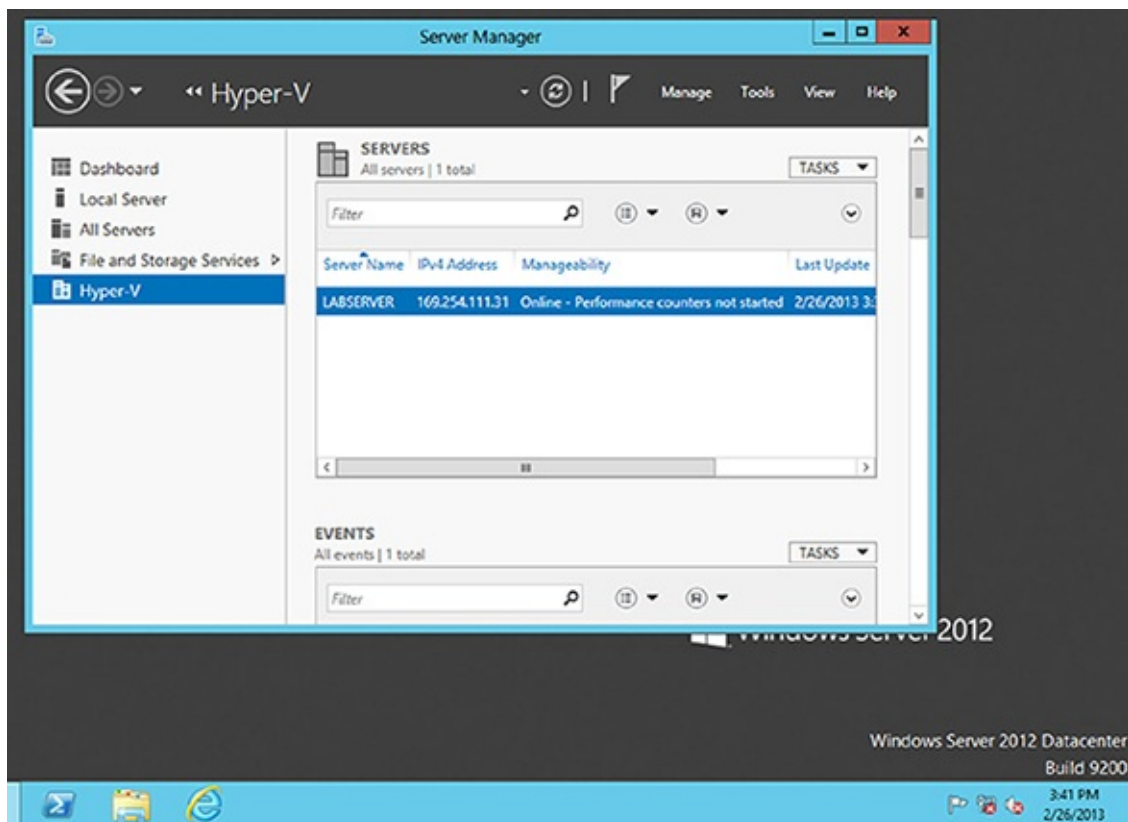 Server Manager
Hyper-V
Manage Tools View Help
Dashboard
Local Server
All Servers
File and Storage Services
Hyper-V
SERVERS
All servers | 1 total
TASKS
Filter
Server Name IPv4 Address Manageability Last Update
LABSERVER 169.254.111.31 Online - Performance counters not started 2/26/2013 3:
EVENTS
All events | 1 total
TASKS
Filter
Windows Server 2012
Windows Server 2012 Datacenter
Build 9200
3:41 PM
2/26/2013